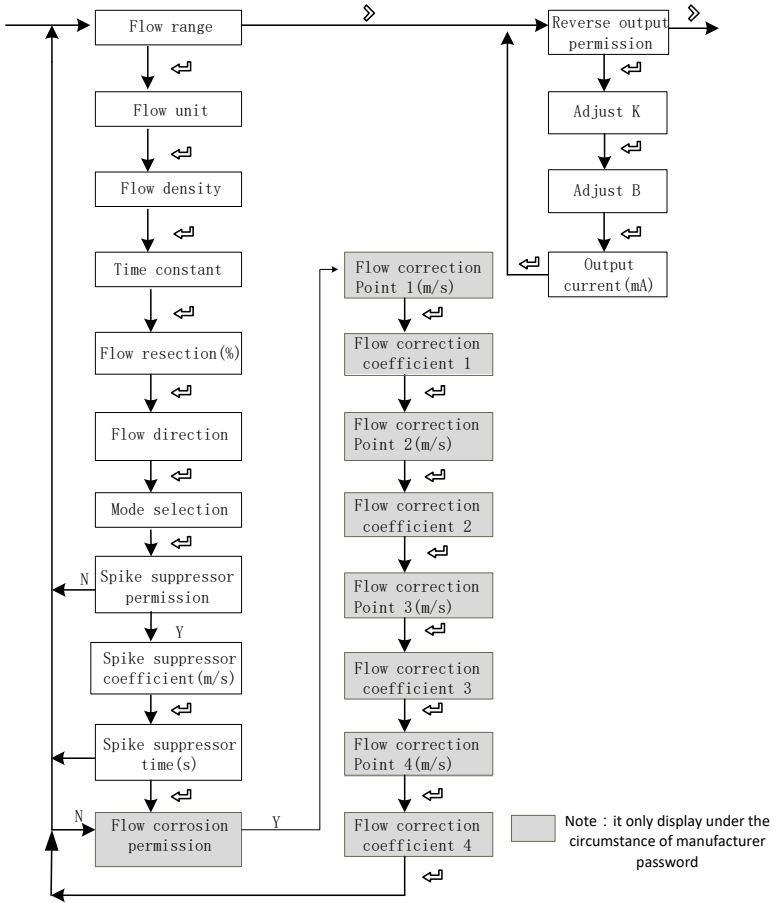 Flow range
Flow unit
Flow density
Time constant
Flow resection(%)
Flow direction
Mode selection
Spike suppressor
permission
N
Y
Spike suppressor
coefficient(m/s)
Spike suppressor
time(s)
Flow corrosion
permission
N
Y
Flow correction
Point 1(m/s)
Flow correction
coefficient 1
Flow correction
Point 2(m/s)
Flow correction
coefficient 2
Flow correction
Point 3(m/s)
Flow correction
coefficient 3
Flow correction
Point 4(m/s)
Flow correction
coefficient 4
Reverse output
permission
Adjust K
Adjust B
Output
current(mA)
Note：it only display under the
circumstance of manufacturer
password